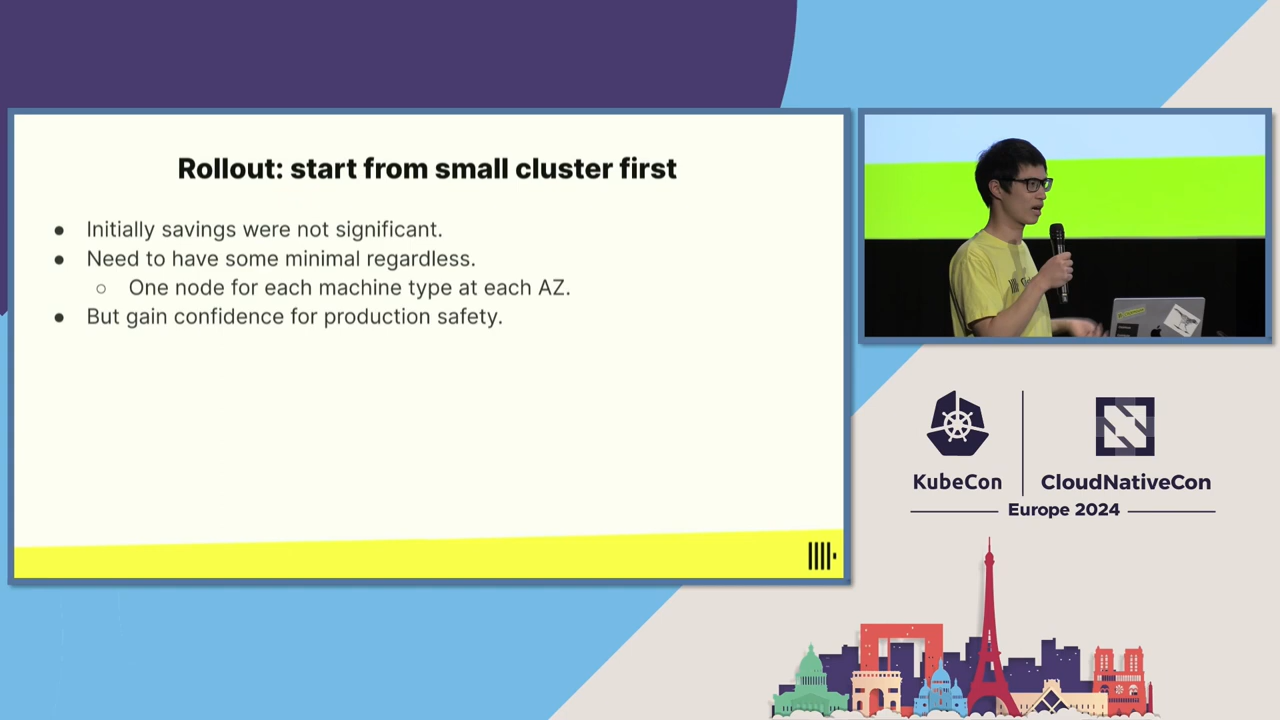 Rollout: start from small cluster first
● Initially savings were not significant.
● Need to have some minimal regardless.
○ One node for each machine type at each AZ.
● But gain confidence for production safety.
KubeCon
CloudNativeCon
Europe 2024